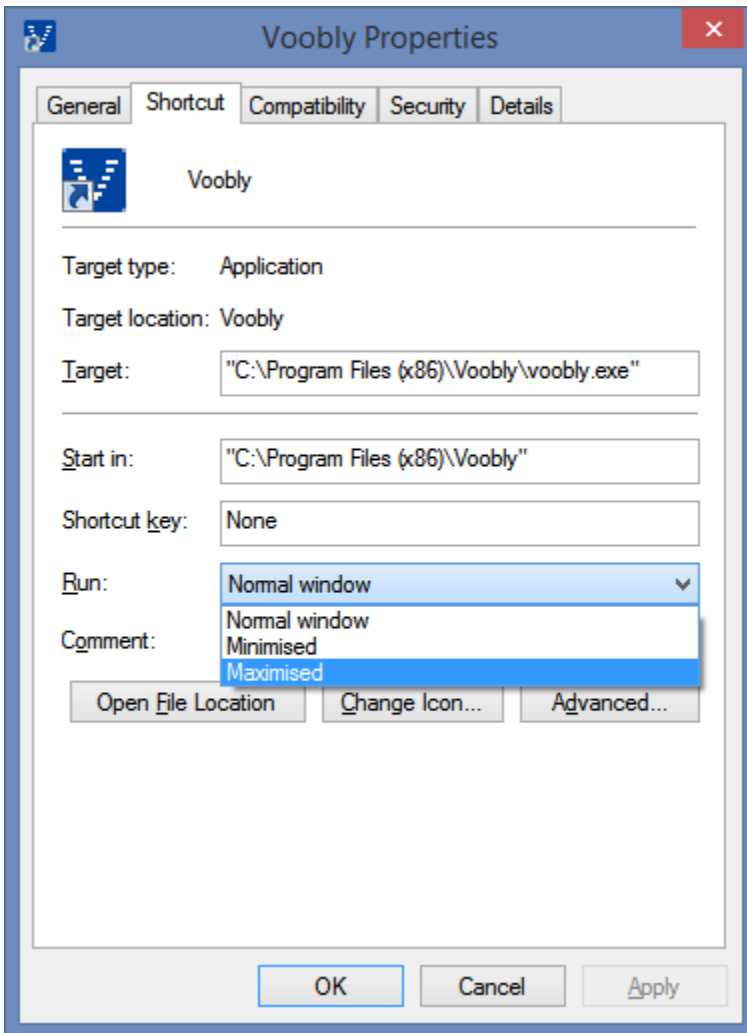 Voobly Properties
General Shortcut Compatibility Security Details
Voobly
Target type: Application
Target location: Voobly
Target: "C:\Program Files (x86)\Voobly\voobly.exe"
Start in: "C:\Program Files (x86)\Voobly"
Shortcut key: None
Run: Normal window
Normal window
Comment: Minimised
Maximised
Open File Location Change Icon... Advanced...
OK Cancel Apply